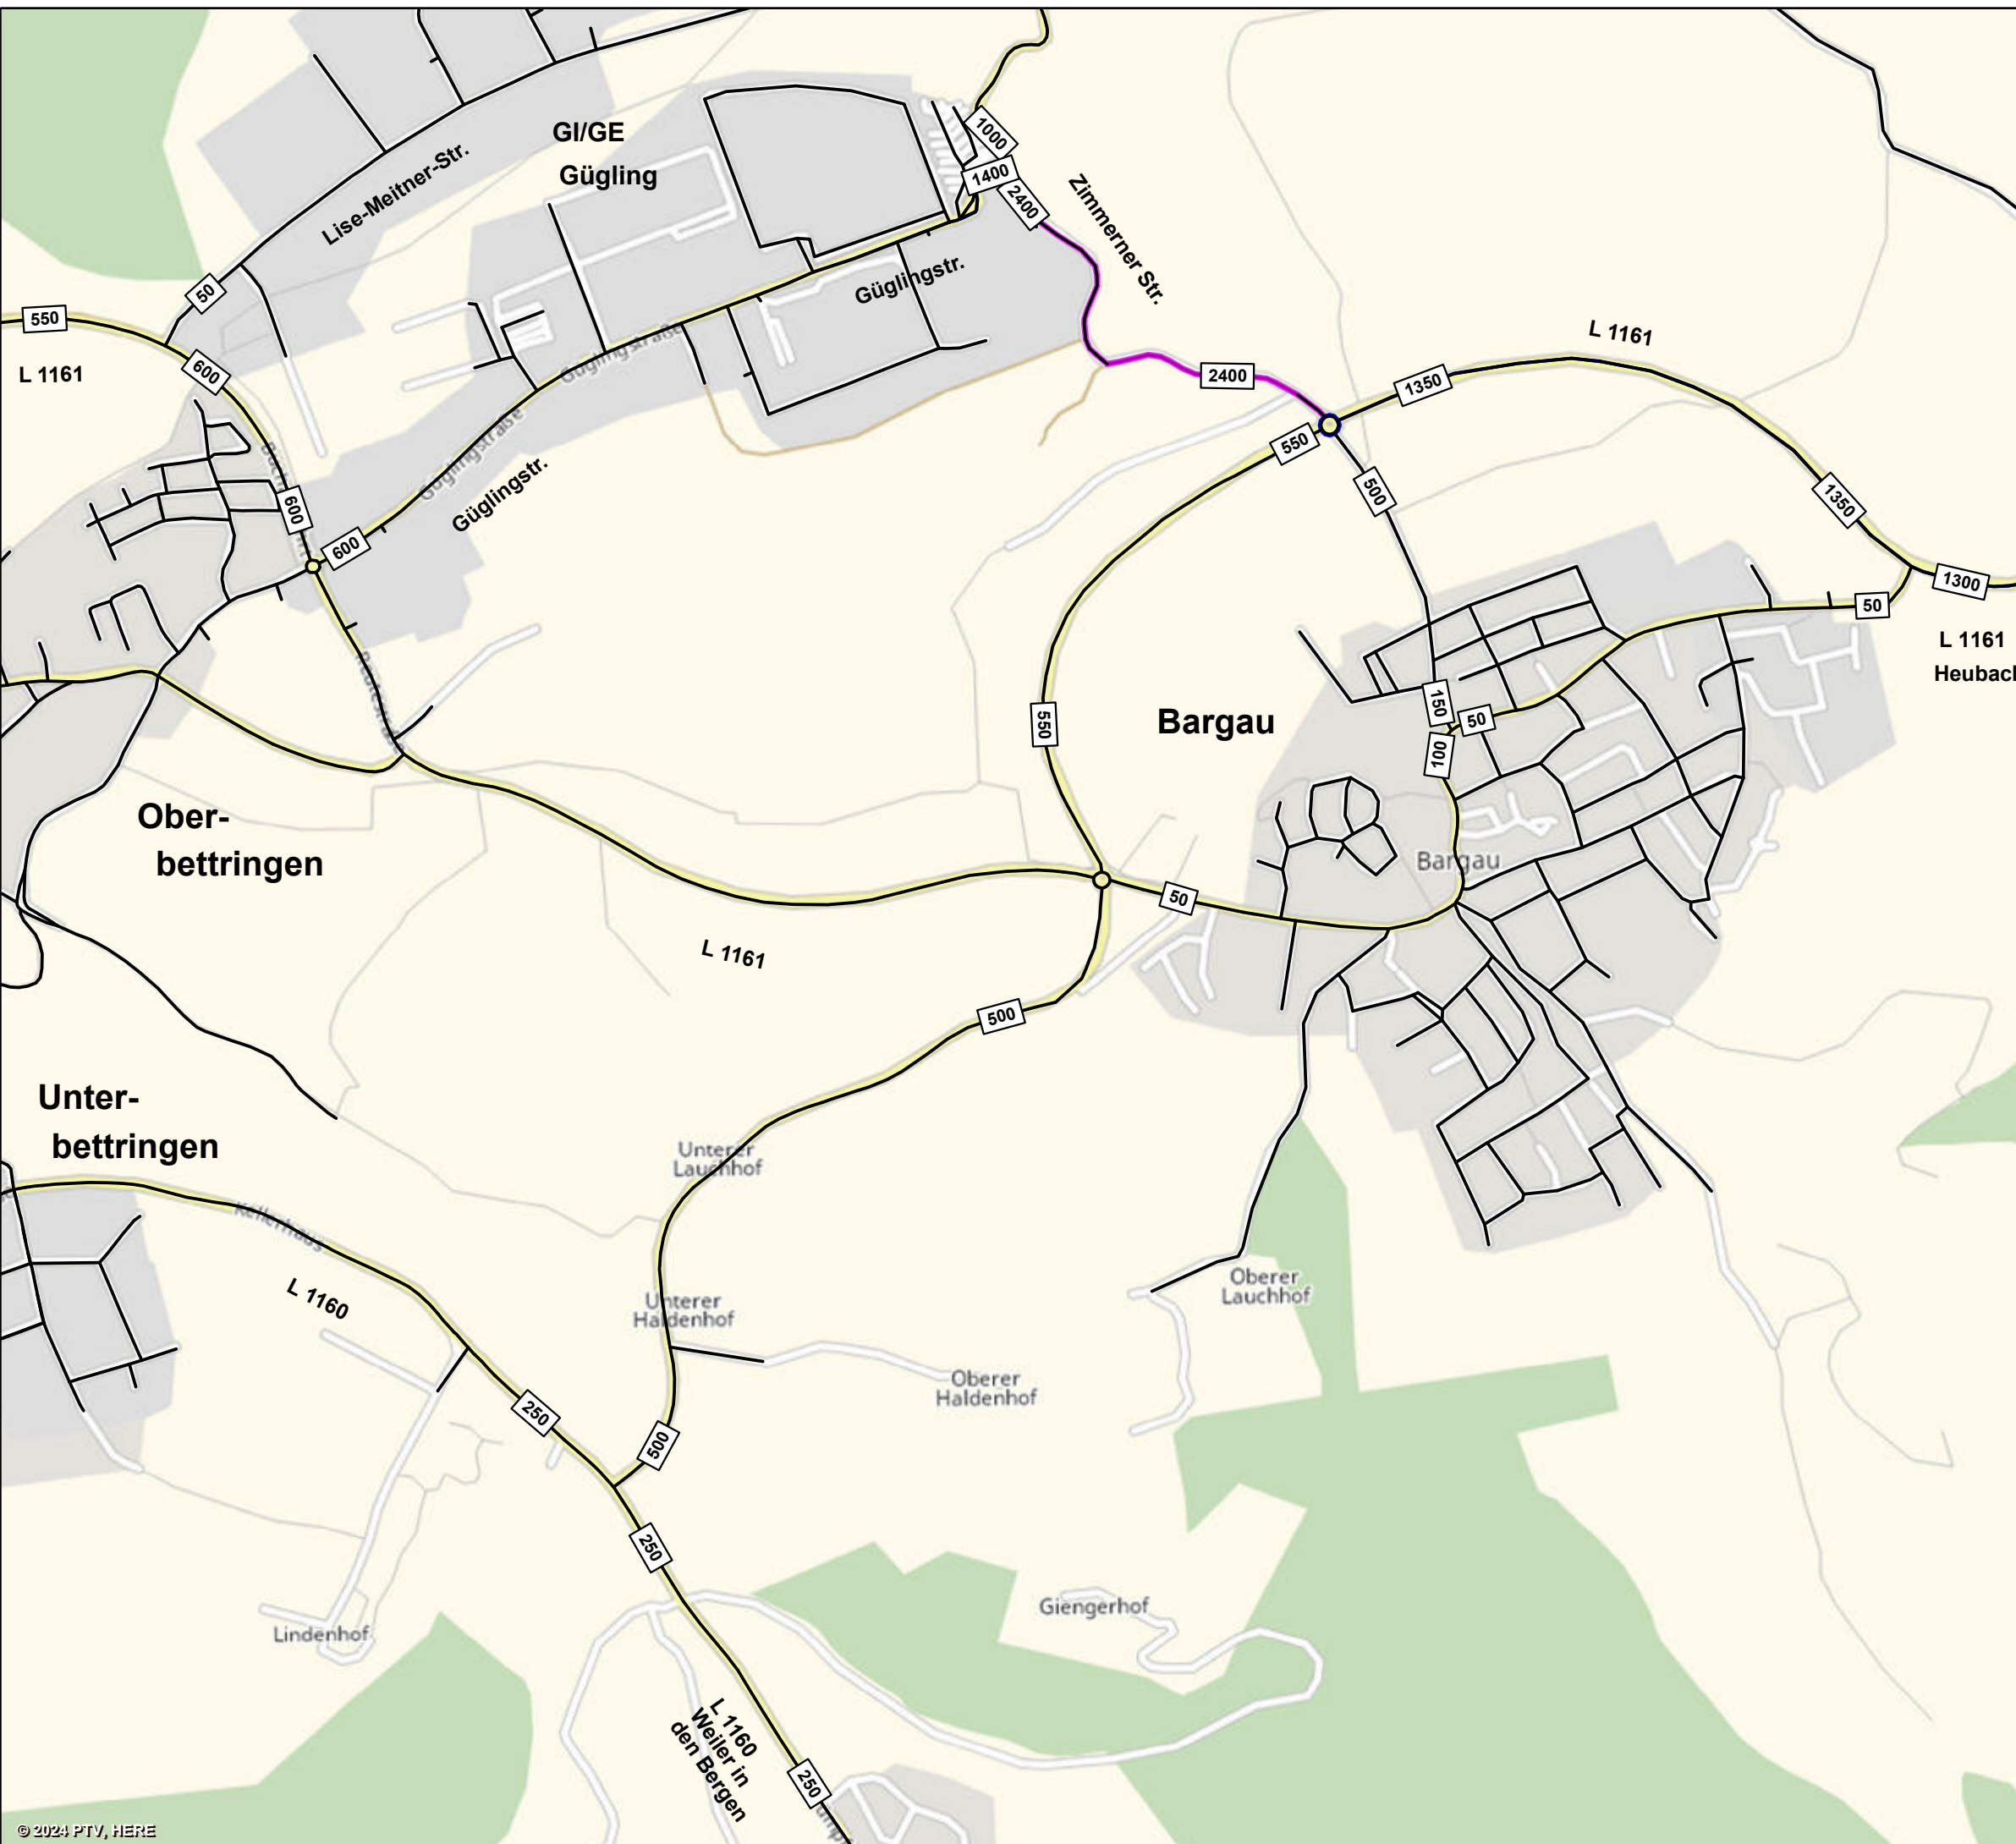 GI/GE
Gügling
Lise-Meitner-Str.
1000
1400
2400
Zimmerner Str.
50
550
L 1161
600
Güglingstr.
Güglingstraße
2400
L 1161
1350
550
500
600
600
Güglingstraße
Güglingstr.
1350
1300
50
L 1161
Heubach
Bargau
550
150
50
100
Ober-
bettringen
Bargau
50
L 1161
500
Unter-
bettringen
Unterer
Lauchhof
Kellerhaus
L 1160
Unterer
Haldenhof
Oberer
Lauchhof
Oberer
Haldenhof
250
500
250
Giengerhof
Lindenhof
L 1160
Weiler in
den Bergen
250
© 2024 PTV, HERE